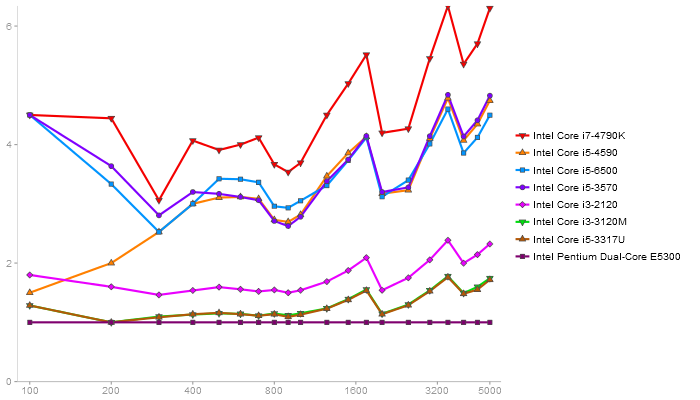 6
4
2
0
100 200 400 800 1600 3200 5000
Intel Core i7-4790K
Intel Core i5-4590
Intel Core i5-6500
Intel Core i5-3570
Intel Core i3-2120
Intel Core i3-3120M
Intel Core i5-3317U
Intel Pentium Dual-Core E5300